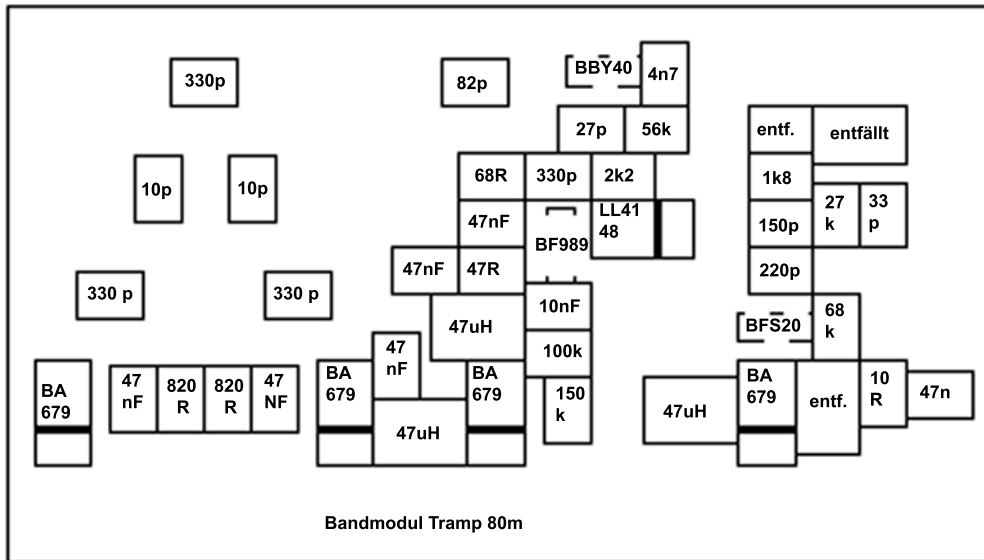 330p
82p
BBY40
4n7
27p
56k
entf.
entfällt
10p
10p
68R
330p
2k2
1k8
47nF
BF989
LL41
48
150p
27
k
33
p
47nF
47R
220p
330 p
330 p
47uH
10nF
BFS20
68
k
100k
BA
679
47
nF
820
R
820
R
47
NF
BA
679
47
nF
BA
679
150
k
47uH
47uH
BA
679
entf.
10
R
47n
Bandmodul Tramp 80m